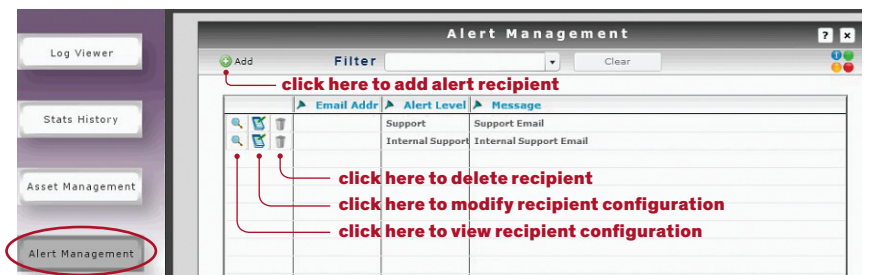 Alert Management
? x
Log Viewer
Add Filter Clear
click here to add alert recipient
Email Addr Alert Level Message
Stats History
Support Support Email
Internal Support Internal Support Email
Asset Management
click here to delete recipient
click here to modify recipient configuration
click here to view recipient configuration
Alert Management